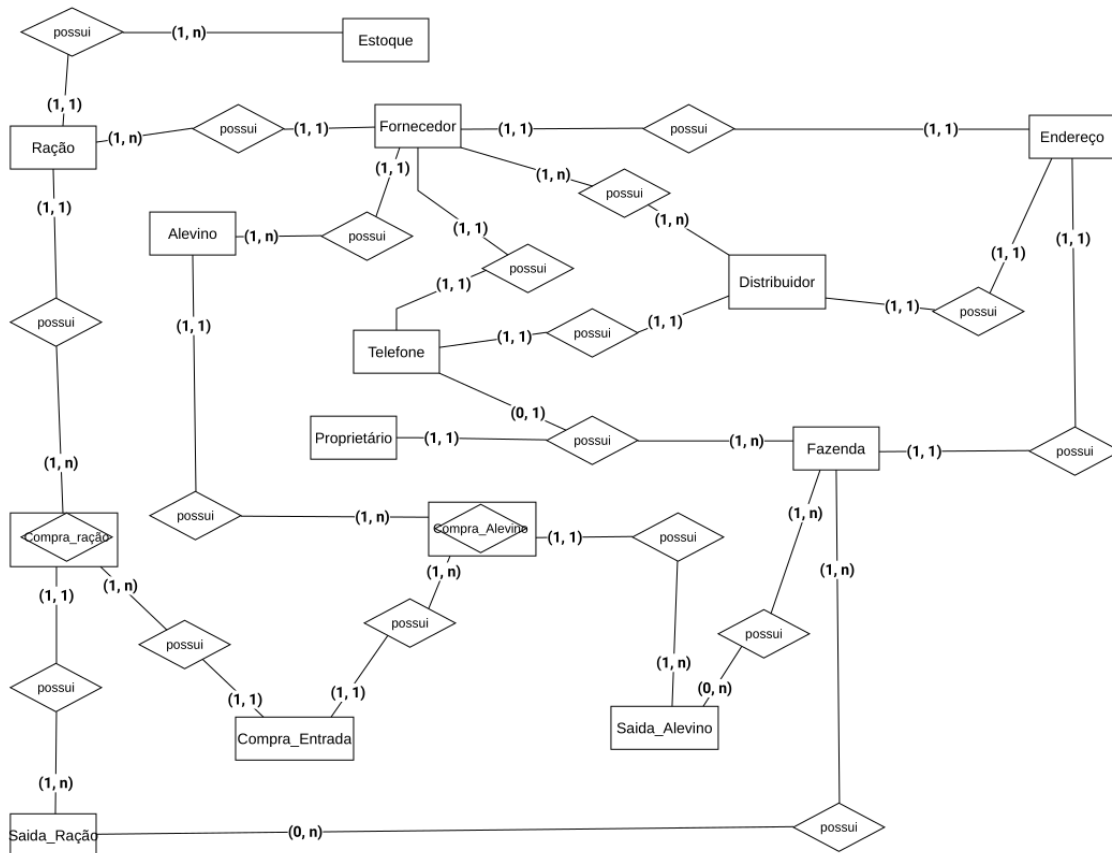 possui
(1, n)
Estoque
(1, 1)
Ração
(1, n)
possui
(1, 1)
Fornecedor
(1, 1)
possui
(1, 1)
Endereço
(1, 1)
(1, 1)
(1, n)
possui
(1, n)
Alevino
(1, n)
possui
(1, 1)
(1, 1)
(1, 1)
possui
(1, 1)
Distribuidor
(1, 1)
possui
possui
(1, 1)
(1, 1)
possui
(1, 1)
Telefone
(0, 1)
Proprietário
(1, 1)
possui
(1, n)
Fazenda
(1, 1)
possui
(1, n)
possui
(1, n)
Compra_Alevino
(1, n)
Compra_ração
(1, 1)
possui
(1, n)
(1, 1)
(1, n)
(1, n)
possui
possui
possui
possui
(1, n)
(0, n)
(1, 1)
(1, 1)
Compra_Entrada
Saida_Alevino
(1, n)
Saida_Ração
(0, n)
possui